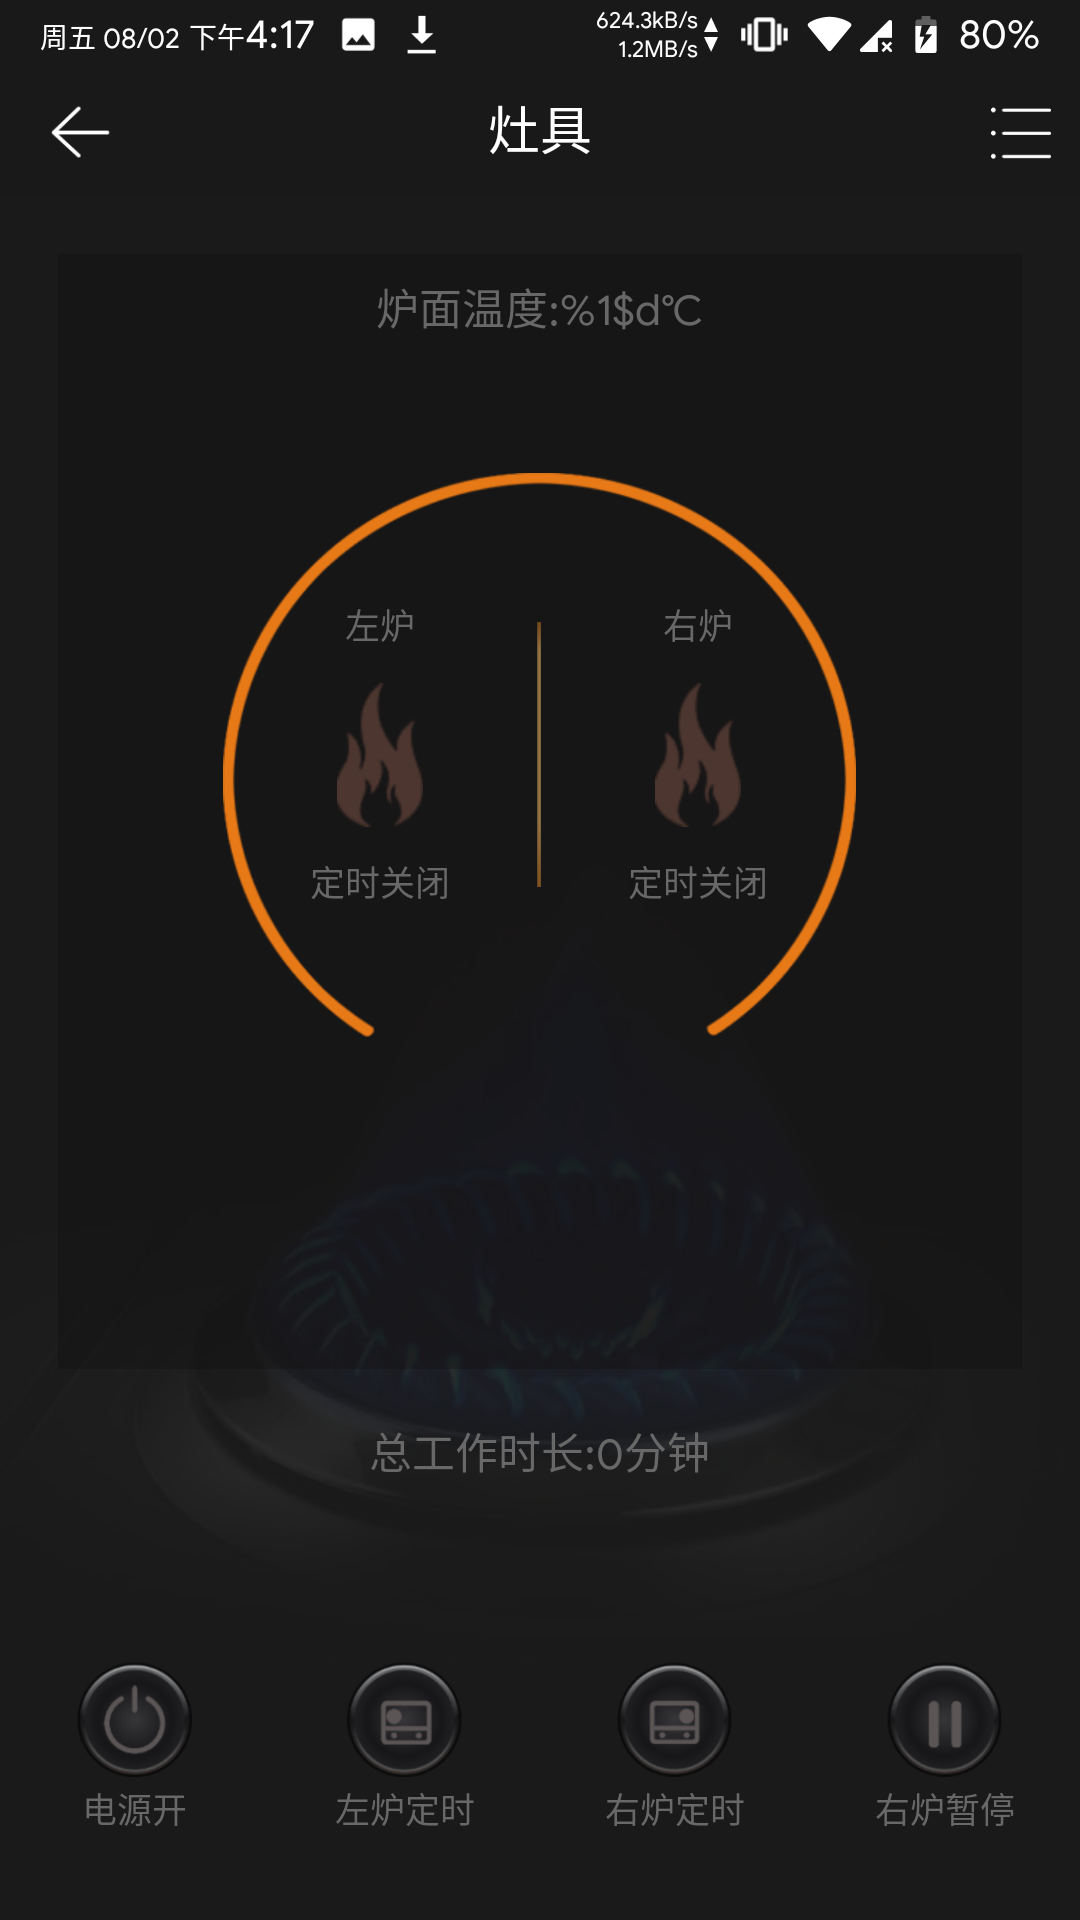 周五 08/02 下午4:17
624.3kB/s
1.2MB/s
80%
灶具
炉面温度:%1$d℃
左炉 右炉
定时关闭 定时关闭
总工作时长:0分钟
电源开 左炉定时 右炉定时 右炉暂停